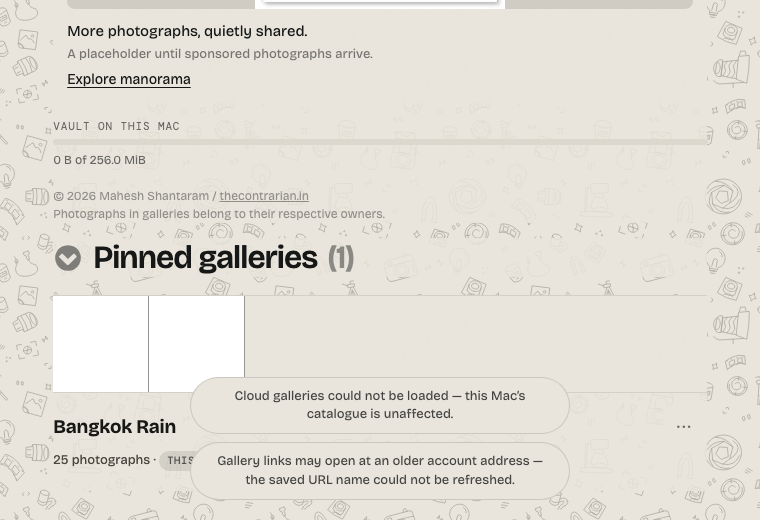 More photographs, quietly shared.
A placeholder until sponsored photographs arrive.
Explore manorama
VAULT ON THIS MAC
0 B of 256.0 MiB
© 2026 Mahesh Shantaram / thecontrarian.in
Photographs in galleries belong to their respective owners.
Pinned galleries (1)
Cloud galleries could not be loaded — this Mac's
catalogue is unaffected.
Bangkok Rain
...
25 photographs · THIS
Gallery links may open at an older account address —
the saved URL name could not be refreshed.